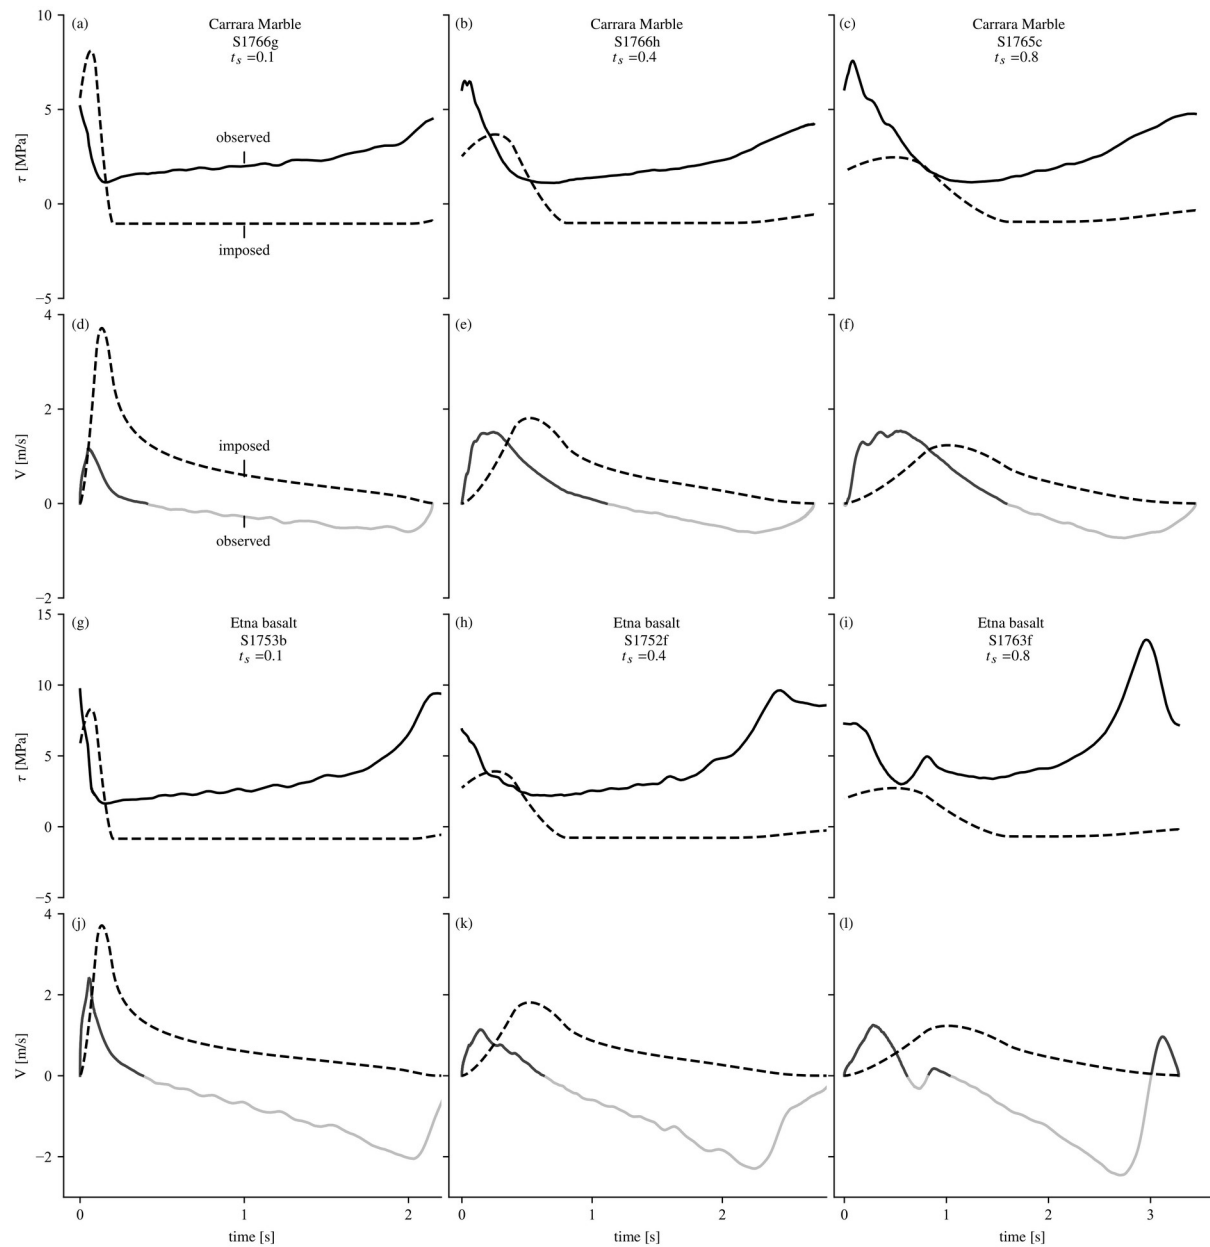 (a)
Carrara Marble
S1766g
t_s =0.1
(b)
Carrara Marble
S1766h
t_s =0.4
(c)
Carrara Marble
S1765c
t_s =0.8
10
5
0
−5
τ [MPa]
observed
imposed
(d)
(e)
(f)
4
2
0
−2
V [m/s]
imposed
observed
(g)
Etna basalt
S1753b
t_s =0.1
(h)
Etna basalt
S1752f
t_s =0.4
(i)
Etna basalt
S1763f
t_s =0.8
15
10
5
0
−5
τ [MPa]
(j)
(k)
(l)
4
2
0
−2
V [m/s]
0 1 2
0 1 2
0 1 2 3
time [s]
time [s]
time [s]